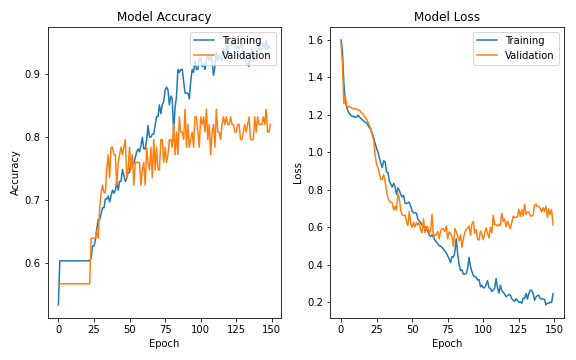 Model Accuracy
Training
Validation
0.9
0.8
0.7
0.6
Accuracy
0
25
50
75
100
125
150
Epoch
Model Loss
Training
Validation
1.6
1.4
1.2
1.0
0.8
0.6
0.4
0.2
Loss
0
25
50
75
100
125
150
Epoch